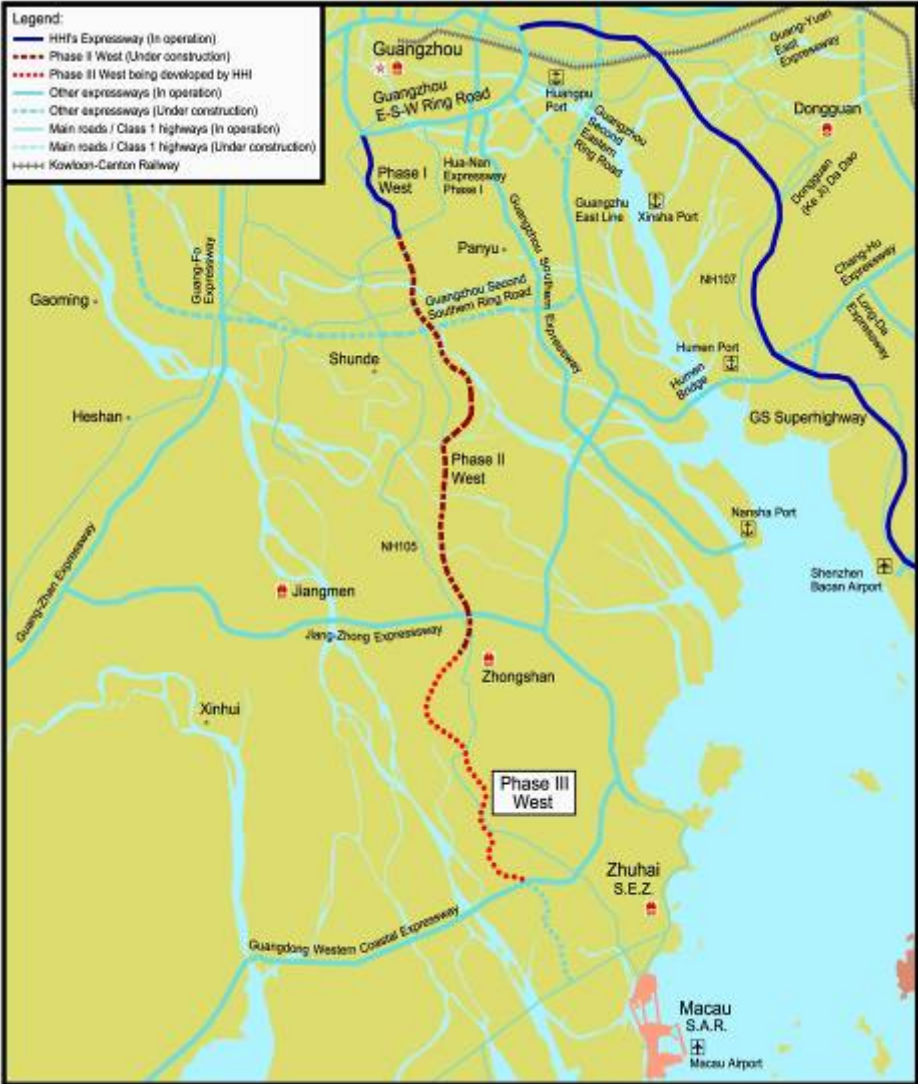 Legend:
HHI's Expressway (In operation)
Phase II West (Under construction)
Phase III West being developed by HHI
Other expressways (In operation)
Other expressways (Under construction)
Main roads / Class 1 highways (In operation)
Main roads / Class 1 highways (Under construction)
Kowloon-Canton Railway
Guangzhou
Guang-Yuan
East
Expressway
Guangzhou
E-S-W Ring Road
Huangpu
Port
Dongguan
Guangzhou
Second
Eastern
Ring Road
Phase I
West
Hua-Nan
Expressway
Phase I
Dongguan
(Ke Ji) Da Dao
Guangzhu
East Line
Xinsha Port
Guangzhou Southern Expressway
Panyu
Guang-Fo
Expressway
Chang-Hu
Expressway
NH107
Gaoming
Guangzhou Second
Southern Ring Road
Long-Da
Expressway
Shunde
Humen Port
Humen
Bridge
Heshan
GS Superhighway
Phase II
West
Nansha Port
NH105
Guang-Zhan Expressway
Shenzhen
Baoan Airport
Jiangmen
Jiang-Zhong Expressway
Zhongshan
Xinhui
Phase III
West
Zhuhai
S.E.Z.
Guangdong Western Coastal Expressway
Macau
S.A.R.
Macau Airport